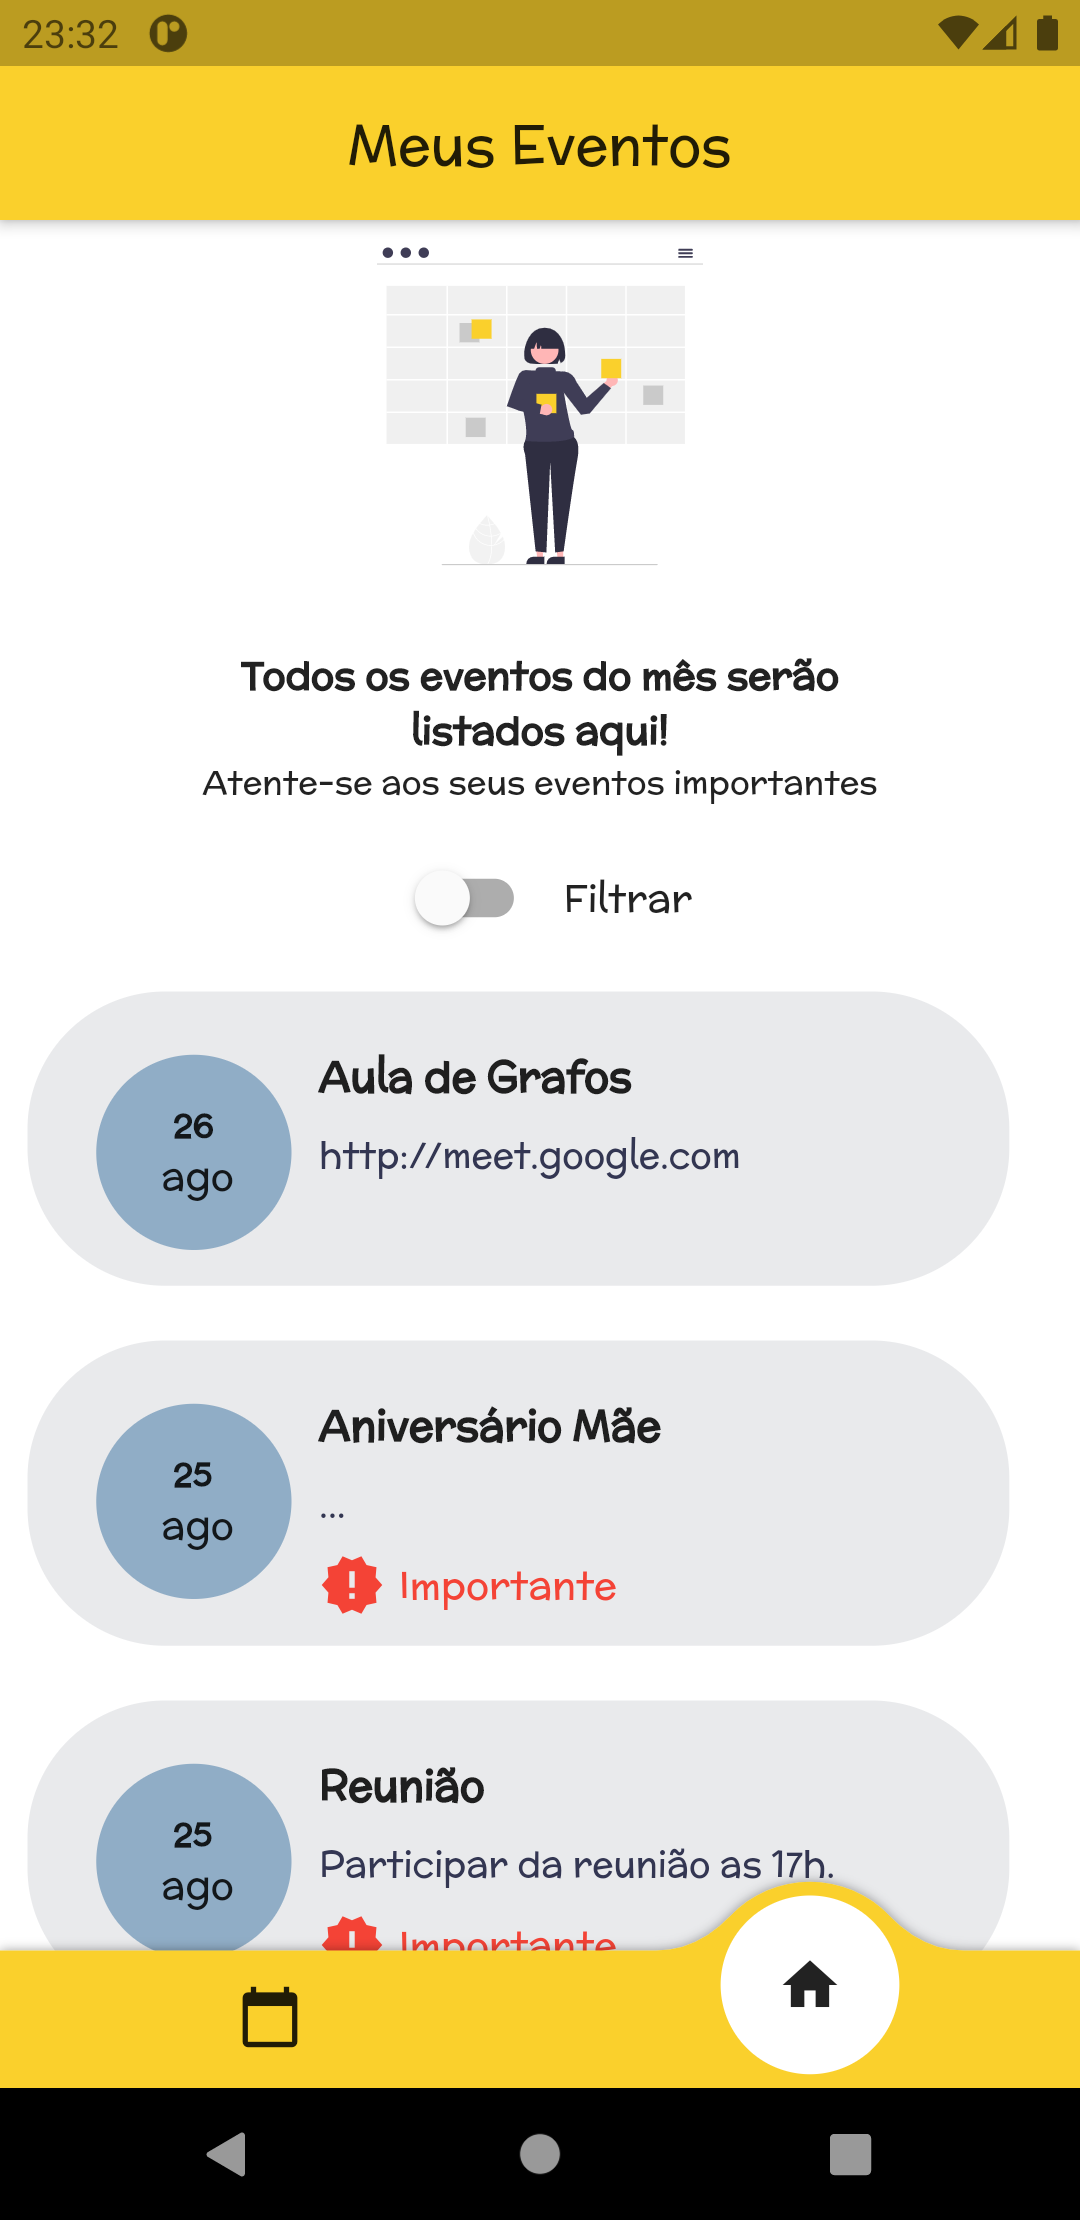 23:32
Meus Eventos
Todos os eventos do mês serão
listados aqui!
Atente-se aos seus eventos importantes
Filtrar
Aula de Grafos
26
ago
http://meet.google.com
Aniversário Mãe
25
ago
...
Importante
Reunião
25
ago
Participar da reunião as 17h.
Importante